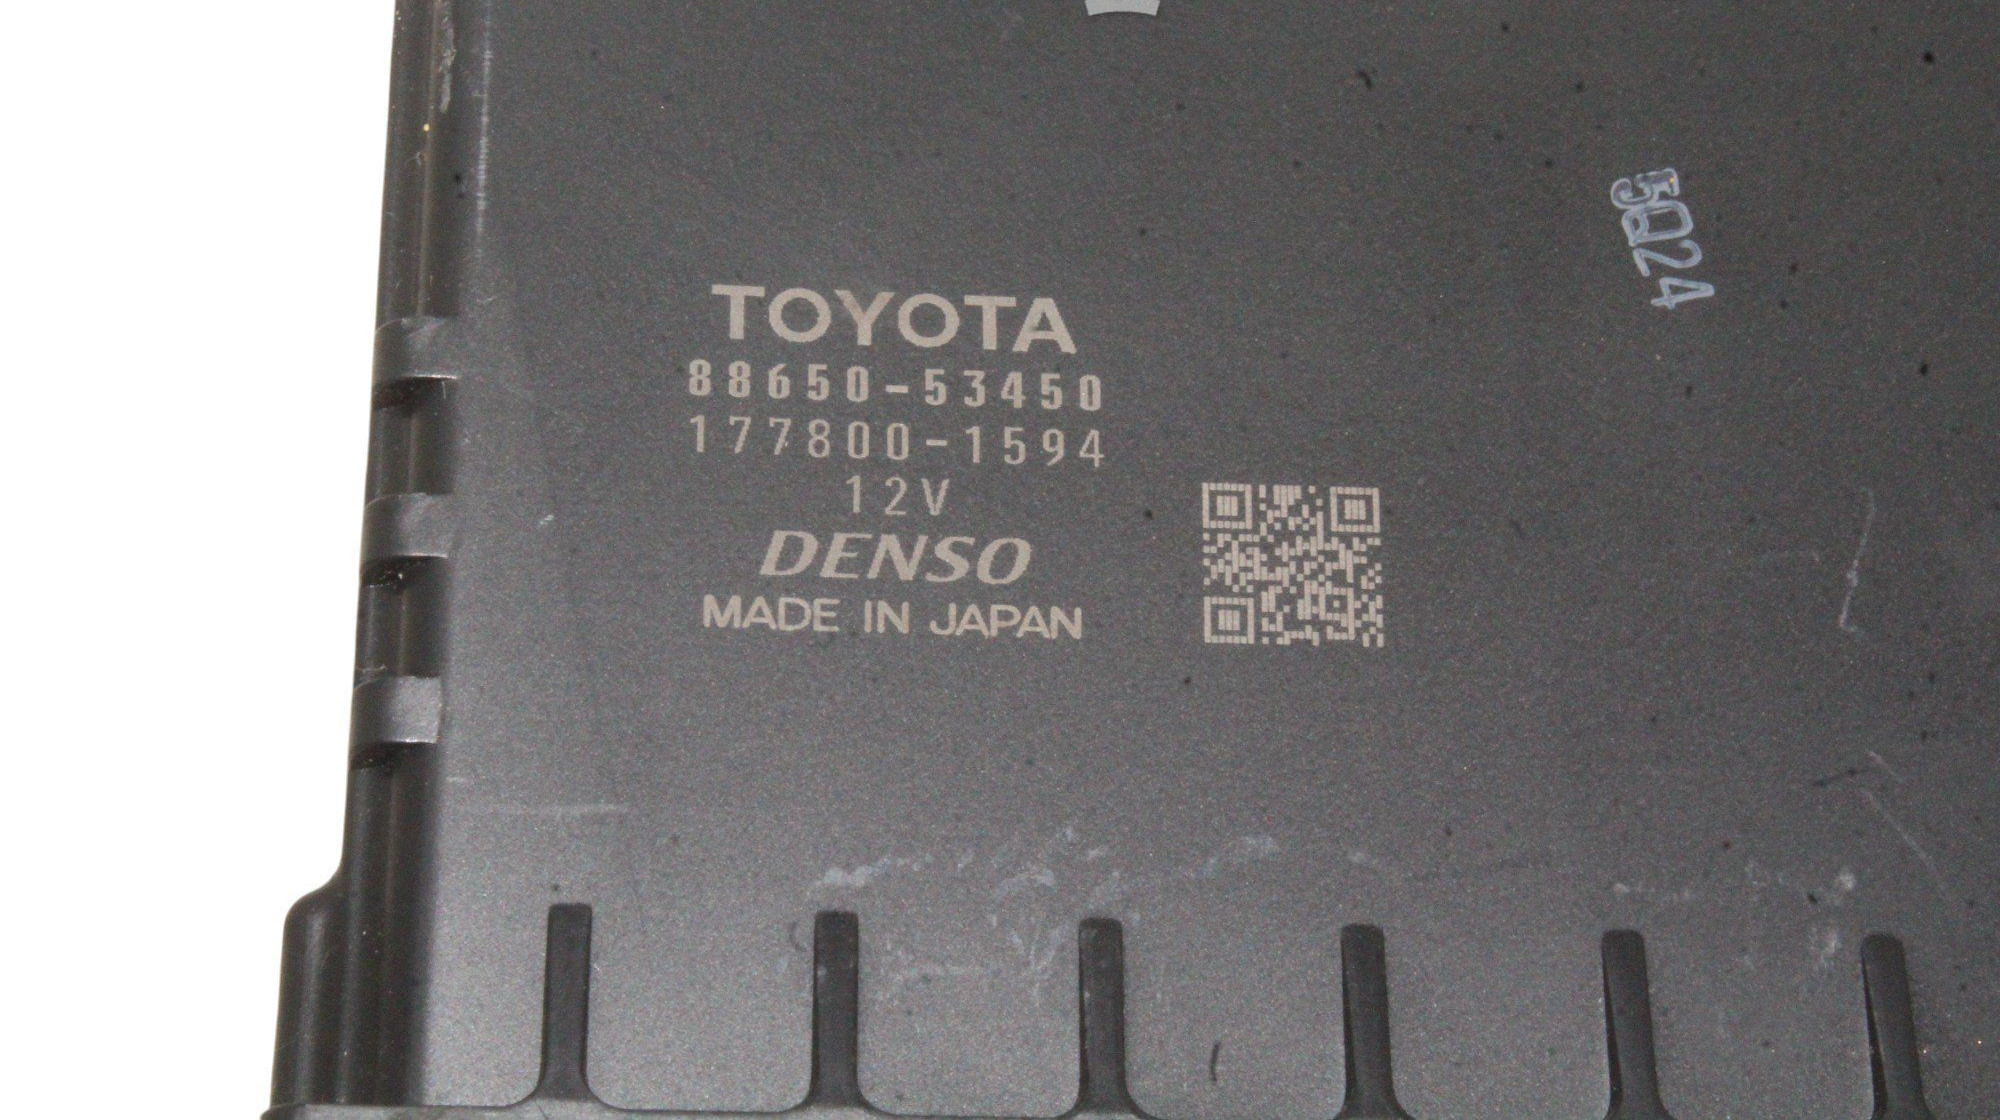 5Q24
TOYOTA
88650-53450
177800-1594
12V
DENSO
MADE IN JAPAN